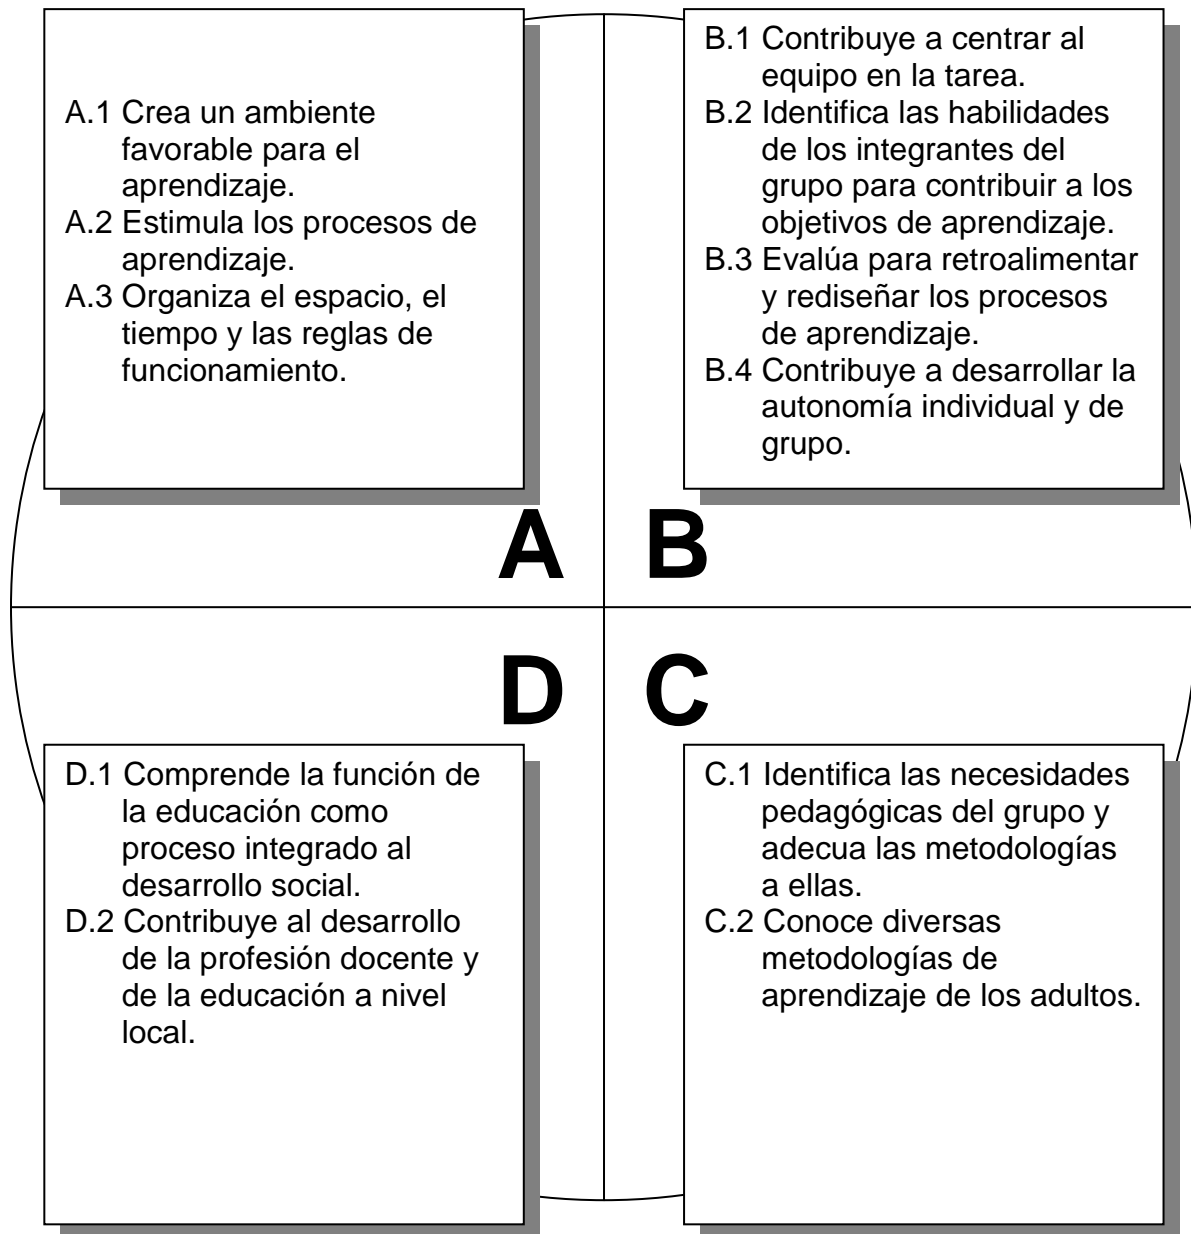 A.1 Crea un ambiente
favorable para el
aprendizaje.
A.2 Estimula los procesos de
aprendizaje.
A.3 Organiza el espacio, el
tiempo y las reglas de
funcionamiento.
B.1 Contribuye a centrar al
equipo en la tarea.
B.2 Identifica las habilidades
de los integrantes del
grupo para contribuir a los
objetivos de aprendizaje.
B.3 Evalúa para retroalimentar
y rediseñar los procesos
de aprendizaje.
B.4 Contribuye a desarrollar la
autonomía individual y de
grupo.
A
B
D
C
D.1 Comprende la función de
la educación como
proceso integrado al
desarrollo social.
D.2 Contribuye al desarrollo
de la profesión docente y
de la educación a nivel
local.
C.1 Identifica las necesidades
pedagógicas del grupo y
adecua las metodologías
a ellas.
C.2 Conoce diversas
metodologías de
aprendizaje de los adultos.